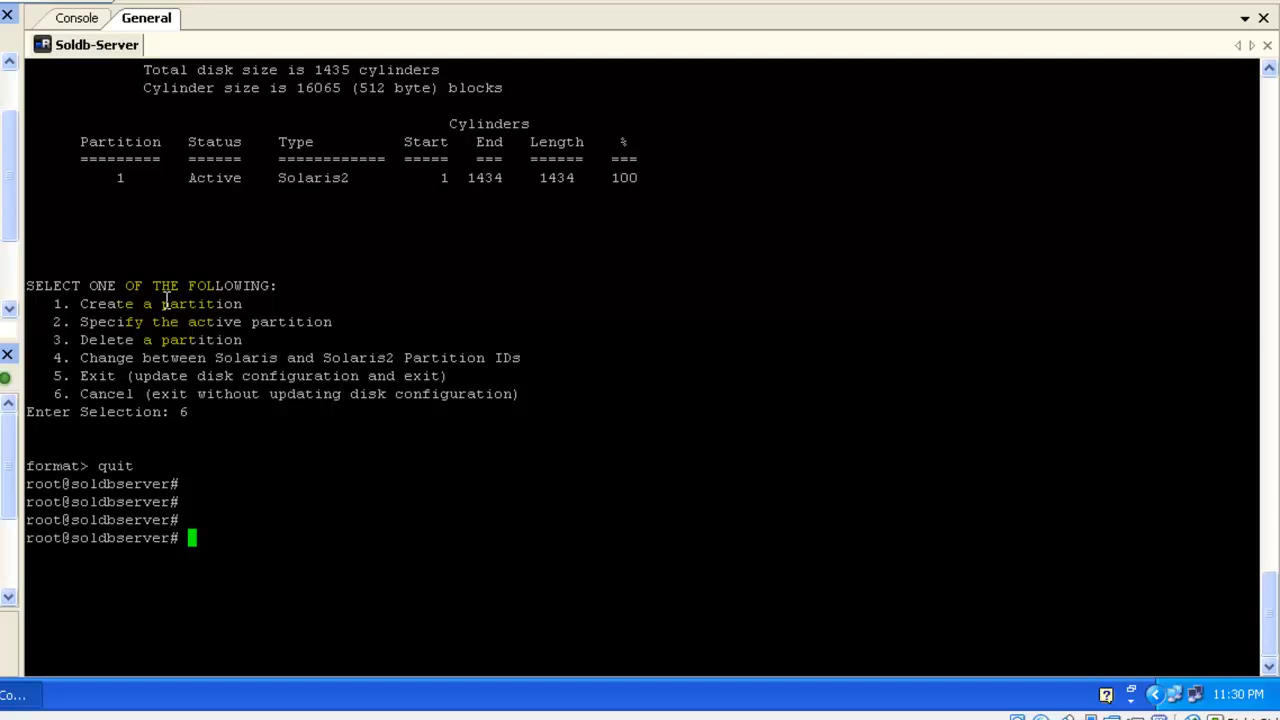 Console General
Soldb-Server
Total disk size is 1435 cylinders
Cylinder size is 16065 (512 byte) blocks
Cylinders
Partition Status Type Start End Length %
========= ====== ============ ===== === ====== ===
1 Active Solaris2 1 1434 1434 100
SELECT ONE OF THE FOLLOWING:
1. Create a partition
2. Specify the active partition
3. Delete a partition
4. Change between Solaris and Solaris2 Partition IDs
5. Exit (update disk configuration and exit)
6. Cancel (exit without updating disk configuration)
Enter Selection: 6
format> quit
root@soldbserver#
root@soldbserver#
root@soldbserver#
root@soldbserver#
Co... 11:30 PM